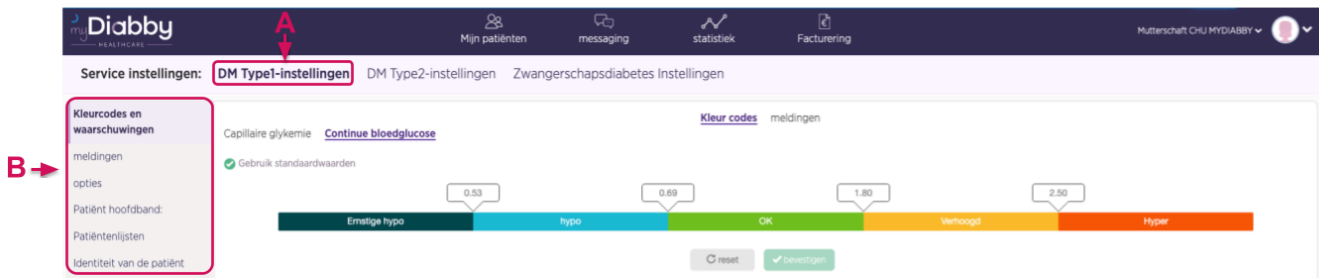 myDiabby
HEALTHCARE
A
Mijn patiënten
messaging
statistiek
Facturering
Mutterschaft CHU MYDIABBY
Service instellingen: DM Type1-instellingen DM Type2-instellingen Zwangerschapsdiabetes Instellingen
B
Kleurcodes en
waarschuwingen
meldingen
opties
Patiënt hoofdband:
Patiëntenlijsten
Identiteit van de patiënt
Kleur codes meldingen
Capillaire glykemie Continue bloedglucose
Gebruik standaardwaarden
0.53 0.69 1.80 2.50
Ernstige hypo hypo OK Verhoogd Hyper
reset bevestigen